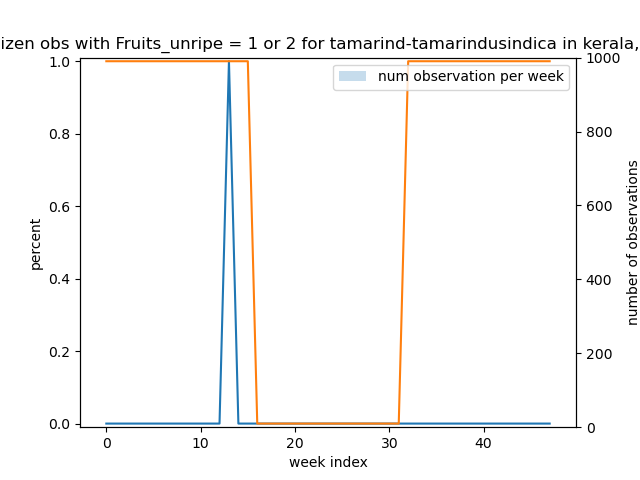 izen obs with Fruits_unripe = 1 or 2 for tamarind-tamarindusindica in kerala,
num observation per week
1.0
0.8
0.6
0.4
0.2
0.0
percent
1000
800
600
400
200
0
number of observations
0 10 20 30 40
week index